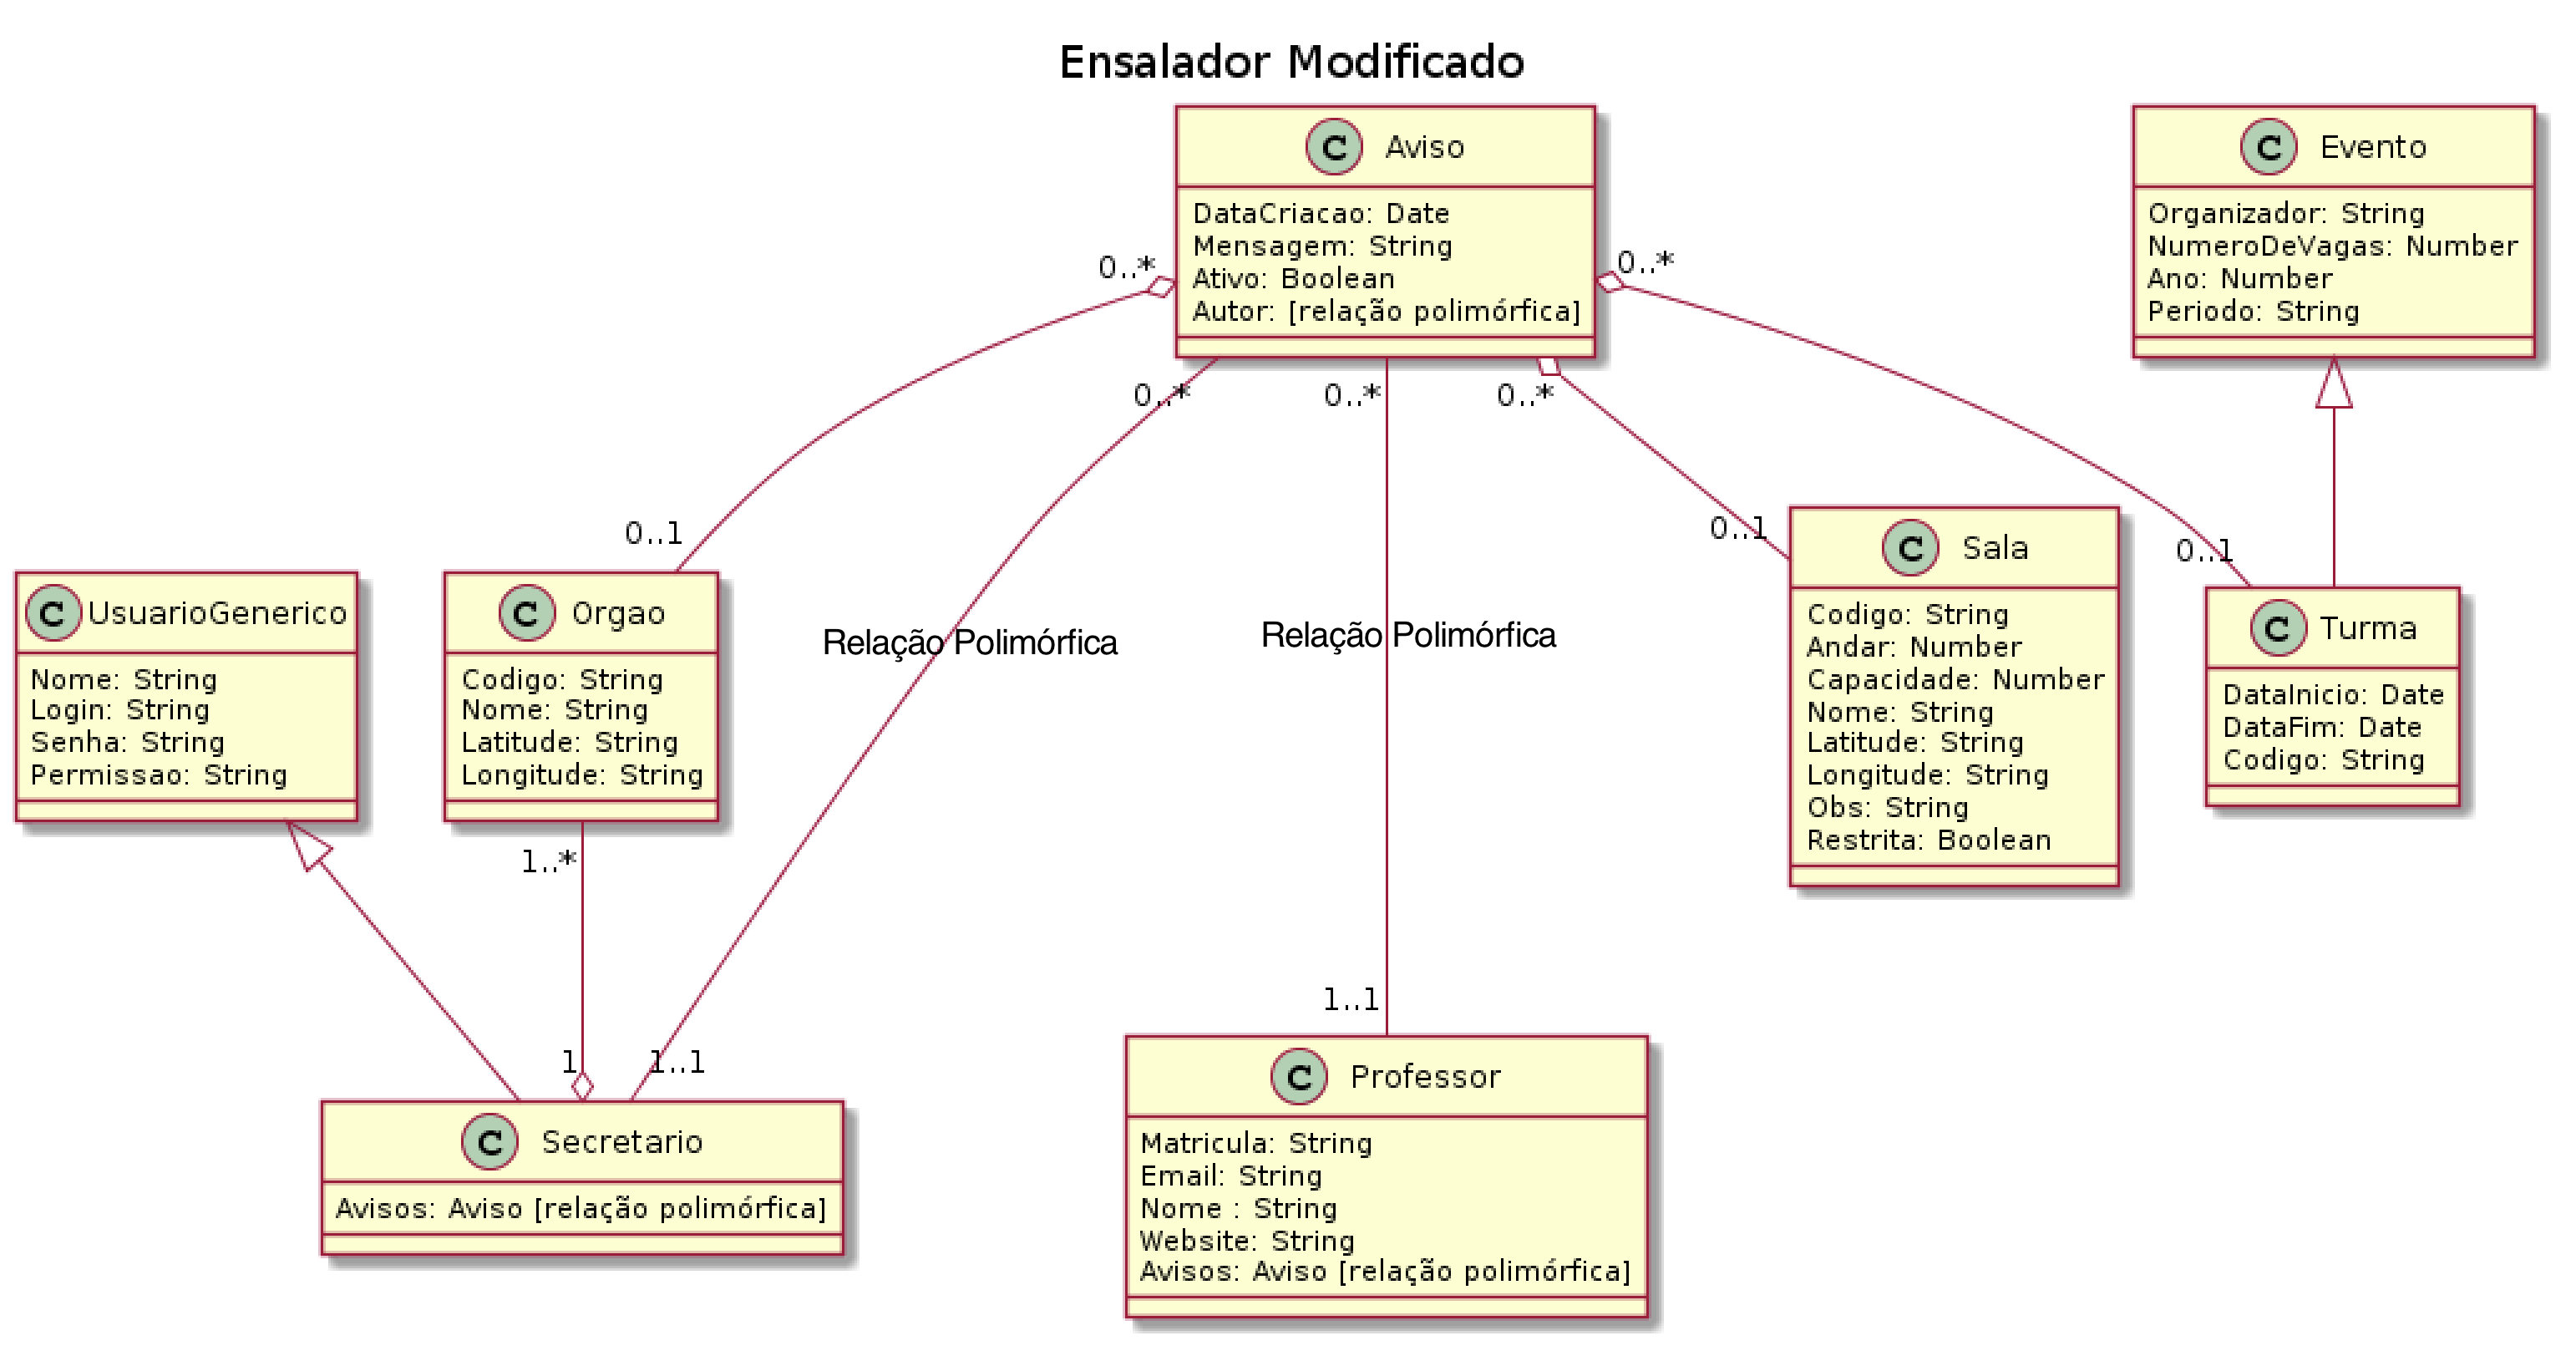 Ensalador Modificado
C Aviso
DataCriacao: Date
Mensagem: String
Ativo: Boolean
Autor: [relação polimórfica]
C Evento
Organizador: String
NumeroDeVagas: Number
Ano: Number
Periodo: String
0..*
0..*
0..*
0..*
0..*
0..1
0..1
0..1
C UsuarioGenerico
Nome: String
Login: String
Senha: String
Permissao: String
C Orgao
Codigo: String
Nome: String
Latitude: String
Longitude: String
Relação Polimórfica
Relação Polimórfica
C Sala
Codigo: String
Andar: Number
Capacidade: Number
Nome: String
Latitude: String
Longitude: String
Obs: String
Restrita: Boolean
C Turma
DataInicio: Date
DataFim: Date
Codigo: String
1..*
1
1..1
1..1
C Secretario
Avisos: Aviso [relação polimórfica]
C Professor
Matricula: String
Email: String
Nome : String
Website: String
Avisos: Aviso [relação polimórfica]